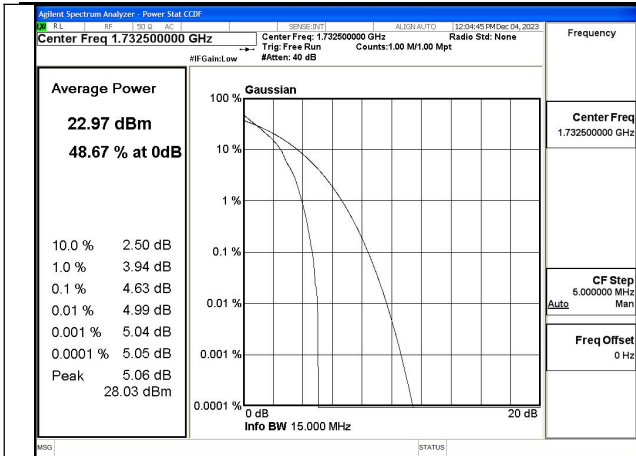 Agilent Spectrum Analyzer - Power Stat CCDF
RL RF 50 Ω AC SENSE:INT ALIGN AUTO 12:04:45 PM Dec 04, 2023
Center Freq 1.732500000 GHz
Center Freq: 1.732500000 GHz Radio Std: None
Trig: Free Run Counts:1.00 M/1.00 Mpt
#IFGain:Low #Atten: 40 dB
Frequency
Average Power
22.97 dBm
48.67 % at 0dB
10.0 % 2.50 dB
1.0 % 3.94 dB
0.1 % 4.63 dB
0.01 % 4.99 dB
0.001 % 5.04 dB
0.0001 % 5.05 dB
Peak 5.06 dB
28.03 dBm
Gaussian
100 %
10 %
1 %
0.1 %
0.01 %
0.001 %
0.0001 %
0 dB 20 dB
Info BW 15.000 MHz
Center Freq
1.732500000 GHz
CF Step
5.000000 MHz
Auto Man
Freq Offset
0 Hz
MSG STATUS